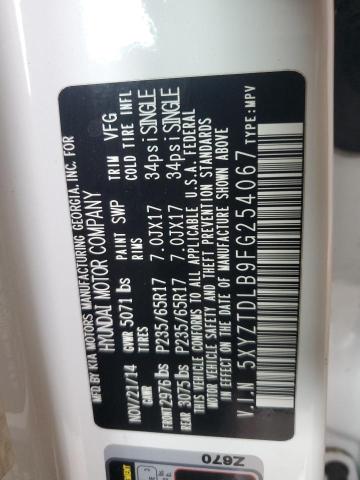 MFD BY KIA MOTORS MANUFACTURING GEORGIA, INC. FOR
HYUNDAI MOTOR COMPANY
NOV/21/14 GVWR 5071 lbs PAINT SWP TRIM VFG
GAWR TIRES RIMS COLD TIRE INFL
FRONT 2976 lbs P235/65R17 7.0JX17 34psi SINGLE
REAR 3075 lbs P235/65R17 7.0JX17 34psi SINGLE
THIS VEHICLE CONFORMS TO ALL APPLICABLE U.S.A. FEDERAL
MOTOR VEHICLE SAFETY AND THEFT PREVENTION STANDARDS
IN EFFECT ON THE DATE OF MANUFACTURE SHOWN ABOVE.
V.I.N 5XYZTDLB9FG254067 TYPE:MPV
Z670